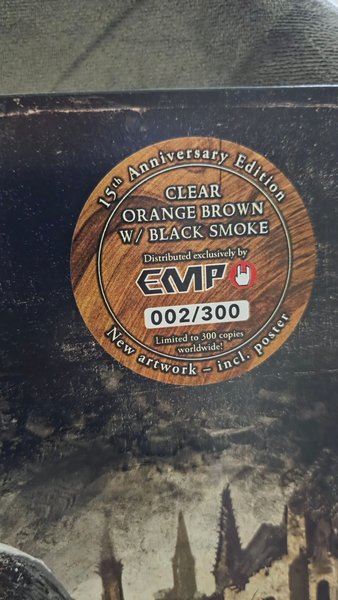 15th Anniversary Edition
CLEAR
ORANGE BROWN
W/ BLACK SMOKE
Distributed exclusively by
EMP
002/300
Limited to 300 copies
worldwide!
New artwork – incl. poster